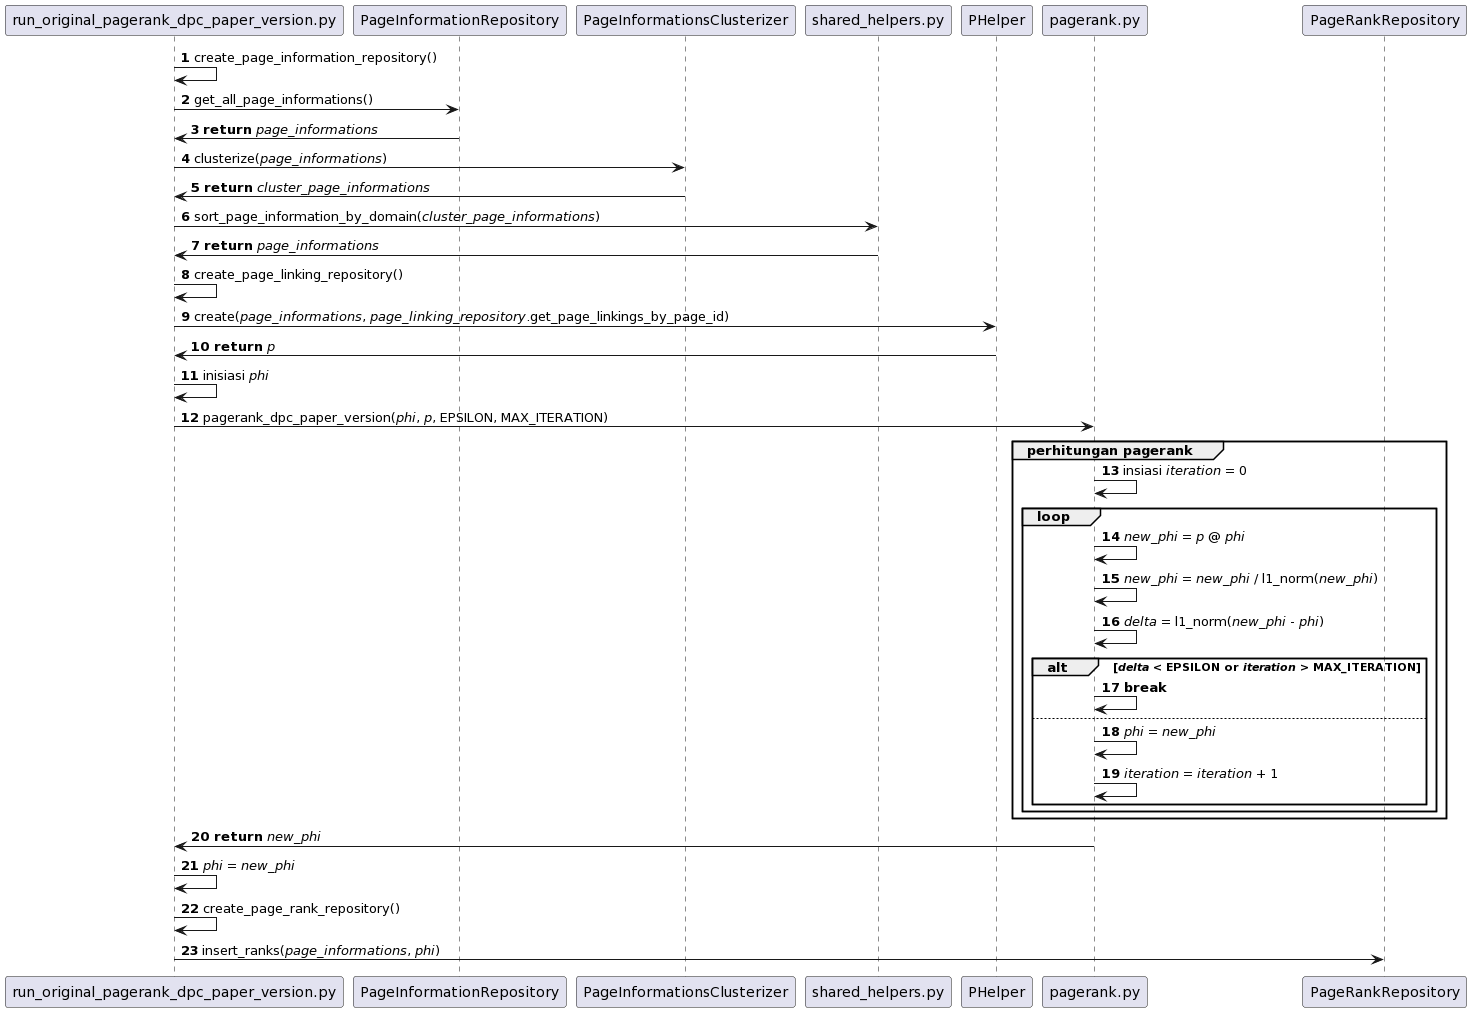 run_original_pagerank_dpc_paper_version.py PageInformationRepository PageInformationsClusterizer shared_helpers.py PHelper pagerank.py PageRankRepository
1 create_page_information_repository()
2 get_all_page_informations()
3 return page_informations
4 clusterize(page_informations)
5 return cluster_page_informations
6 sort_page_information_by_domain(cluster_page_informations)
7 return page_informations
8 create_page_linking_repository()
9 create(page_informations, page_linking_repository.get_page_linkings_by_page_id)
10 return p
11 inisiasi phi
12 pagerank_dpc_paper_version(phi, p, EPSILON, MAX_ITERATION)
perhitungan pagerank
13 insiasi iteration = 0
loop
14 new_phi = p @ phi
15 new_phi = new_phi / l1_norm(new_phi)
16 delta = l1_norm(new_phi - phi)
alt [delta < EPSILON or iteration > MAX_ITERATION]
17 break
18 phi = new_phi
19 iteration = iteration + 1
20 return new_phi
21 phi = new_phi
22 create_page_rank_repository()
23 insert_ranks(page_informations, phi)
run_original_pagerank_dpc_paper_version.py PageInformationRepository PageInformationsClusterizer shared_helpers.py PHelper pagerank.py PageRankRepository